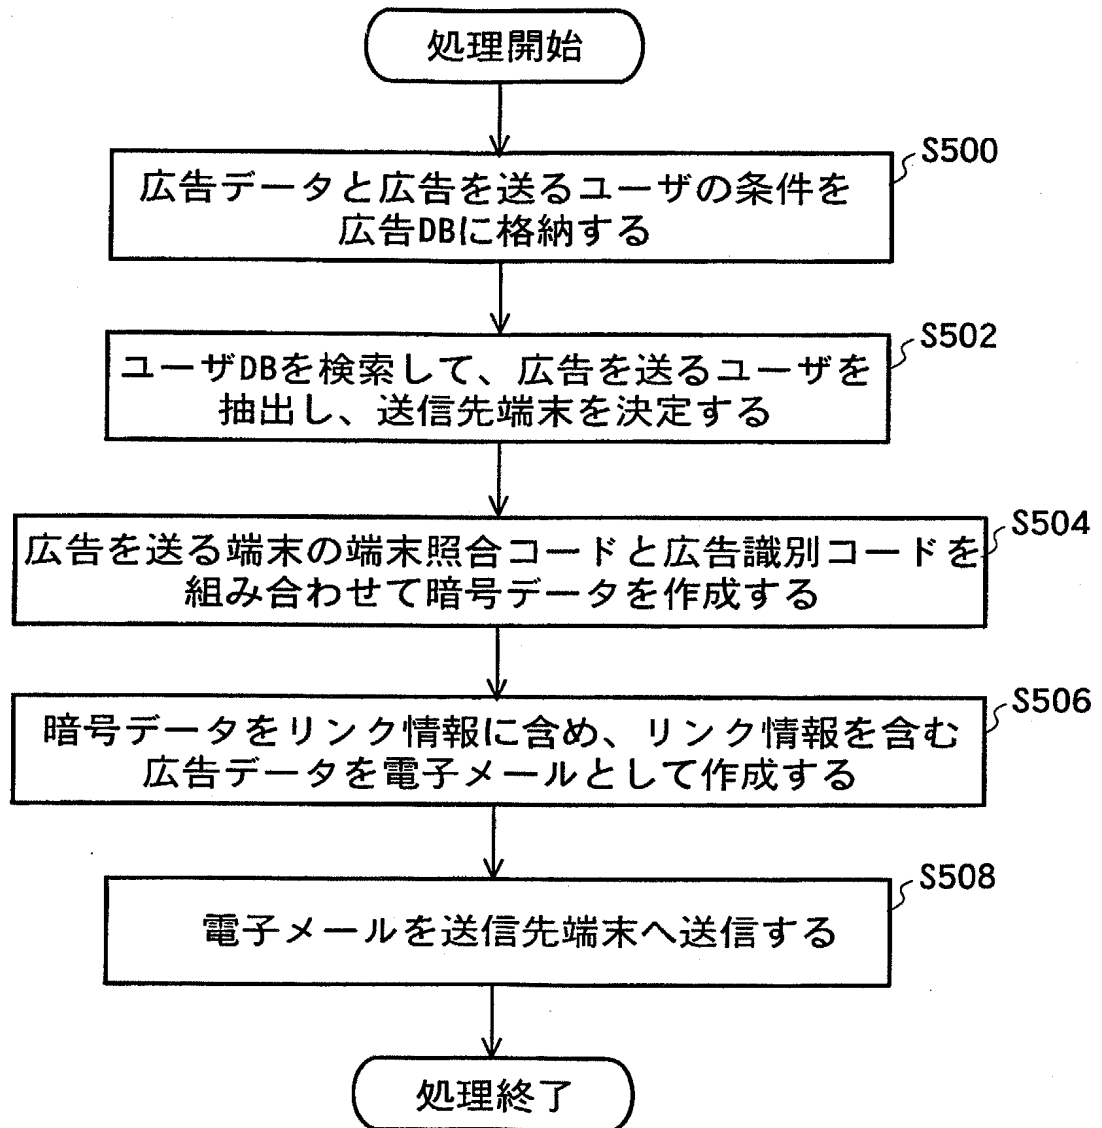 処理開始
S500
広告データと広告を送るユーザの条件を
広告DBに格納する
S502
ユーザDBを検索して、広告を送るユーザを
抽出し、送信先端末を決定する
S504
広告を送る端末の端末照合コードと広告識別コードを
組み合わせて暗号データを作成する
S506
暗号データをリンク情報に含め、リンク情報を含む
広告データを電子メールとして作成する
S508
電子メールを送信先端末へ送信する
処理終了